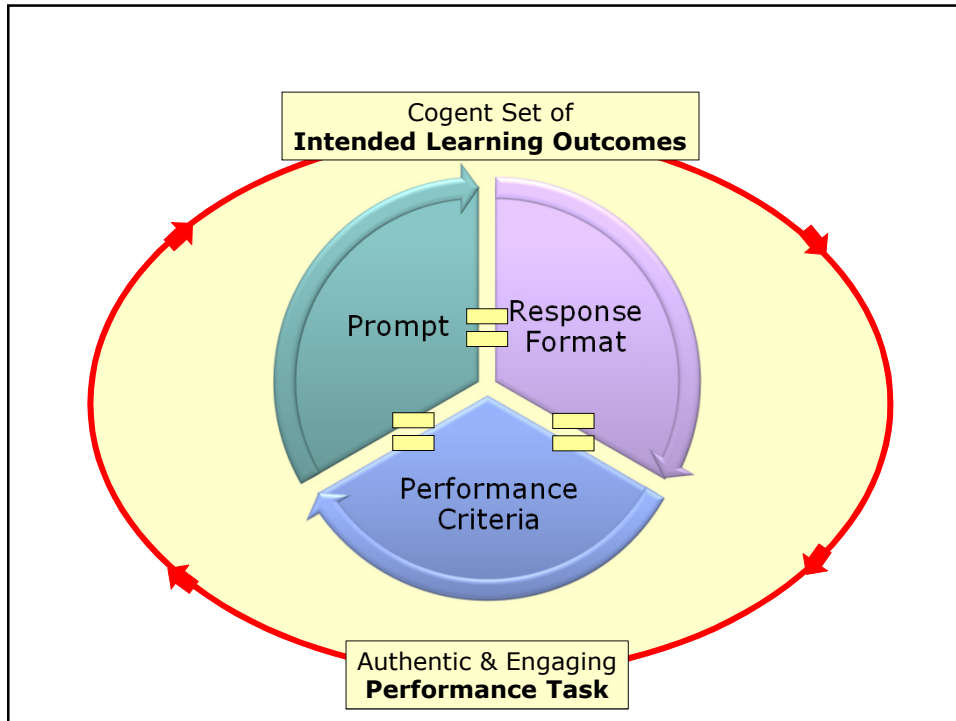 Cogent Set of
Intended Learning Outcomes
Prompt
Response
Format
Performance
Criteria
Authentic & Engaging
Performance Task